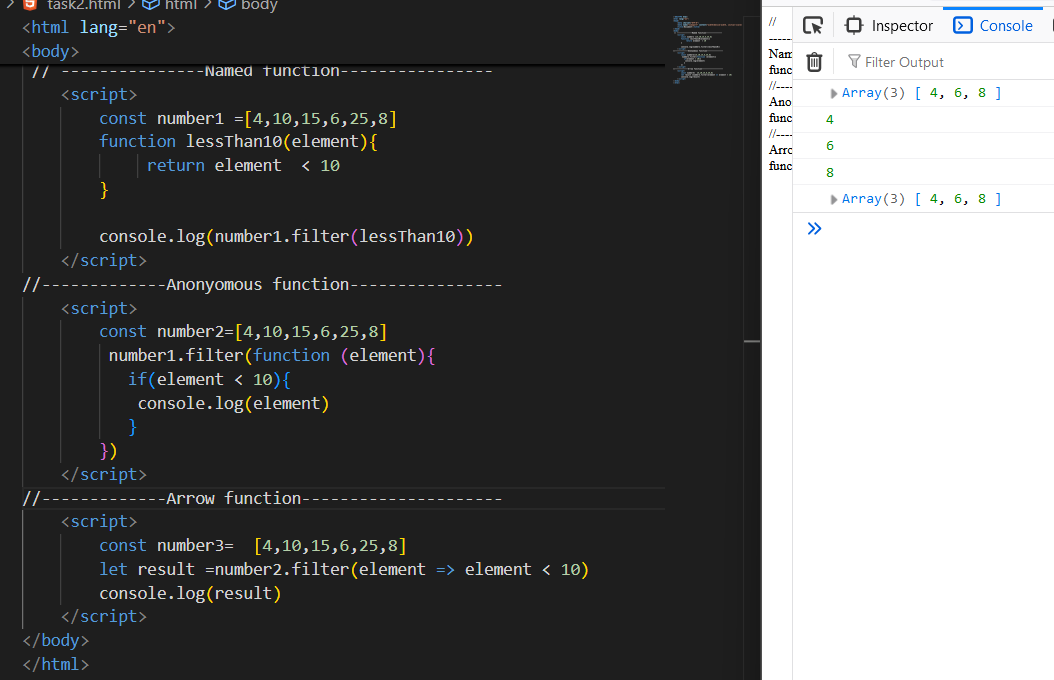 task2.html > html > body
<html lang="en">
<body>
// ---------------Named function----------------
<script>
const number1 =[4,10,15,6,25,8]
function lessThan10(element){
return element  < 10
}
console.log(number1.filter(lessThan10))
</script>
//-------------Anonyomous function----------------
<script>
const number2=[4,10,15,6,25,8]
number1.filter(function (element){
if(element < 10){
console.log(element)
}
})
</script>
//-------------Arrow function---------------------
<script>
const number3=  [4,10,15,6,25,8]
let result =number2.filter(element => element < 10)
console.log(result)
</script>
</body>
</html>
//
------
Nam
func
//----
Ano
func
//----
Arro
func
Inspector
Console
Filter Output
Array(3) [ 4, 6, 8 ]
4
6
8
Array(3) [ 4, 6, 8 ]